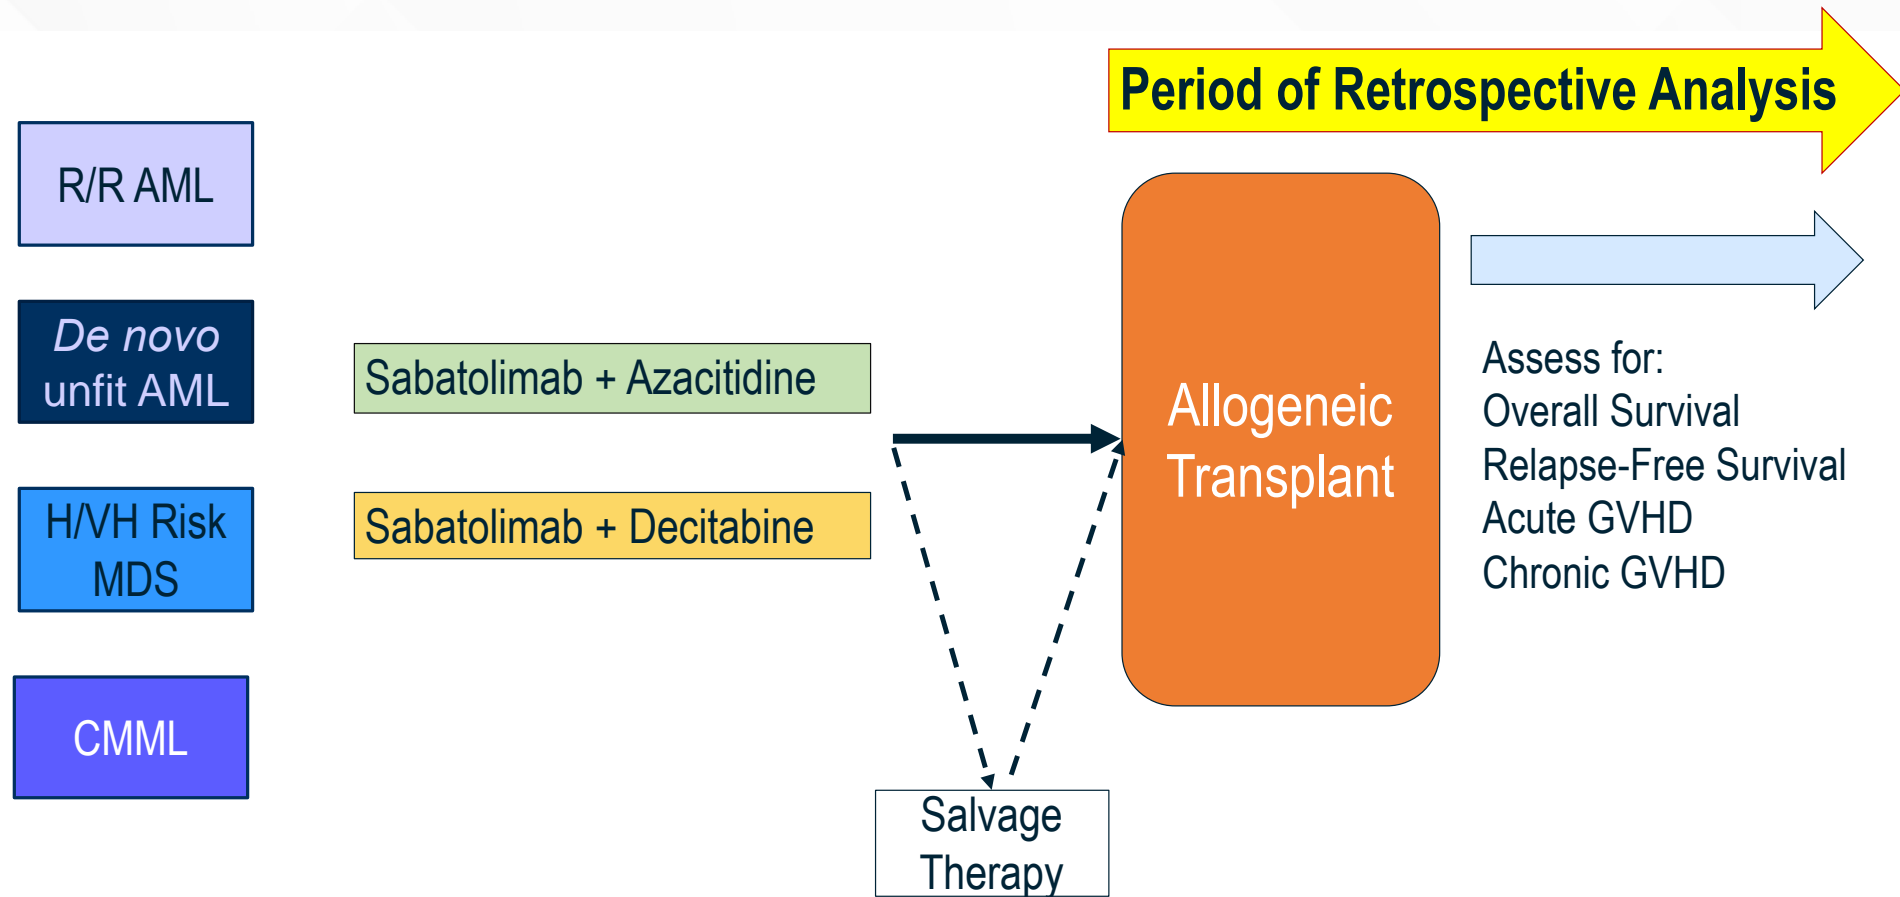 Period of Retrospective Analysis
R/R AML
De novo
unfit AML
H/VH Risk
MDS
CMML
Sabatolimab + Azacitidine
Sabatolimab + Decitabine
Salvage
Therapy
Allogeneic
Transplant
Assess for:
Overall Survival
Relapse-Free Survival
Acute GVHD
Chronic GVHD